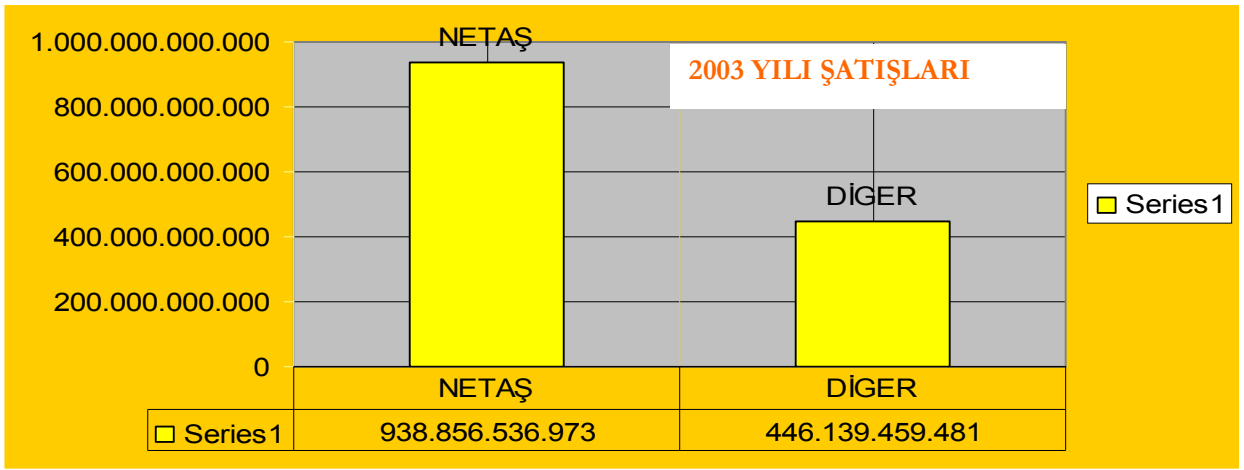 1.000.000.000.000
800.000.000.000
600.000.000.000
400.000.000.000
200.000.000.000
0
NETAŞ
2003 YILI ŞATIŞLARI
DİGER
Series1
NETAŞ DİGER
Series1 938.856.536.973 446.139.459.481